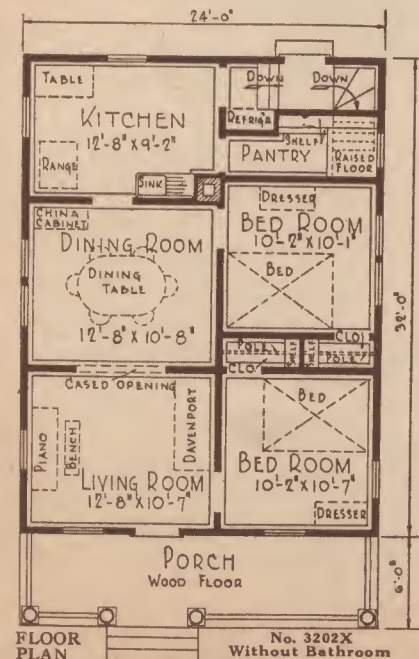 24'-0"
TABLE
KITCHEN
12'-8"X9'-2"
RANGE
SINK
DOWN
DOWN
REFRIG'R
SHELF
PANTRY
RAISED
FLOOR
CHINA
CABINET
DINING ROOM
DINING
TABLE
12'-8"X10'-8"
DRESSER
BED ROOM
10'-2"X10'-1"
BED
32'-0"
CLO.
POLE
SHELF
SHELF
POLE
CLO.
CASED OPENING
PIANO
BENCH
DAVENPORT
LIVING ROOM
12'-8"X10'-7"
BED
BED ROOM
10'-2"X10'-7"
DRESSER
PORCH
WOOD FLOOR
6'-0"
FLOOR
PLAN
No. 3202X
Without Bathroom